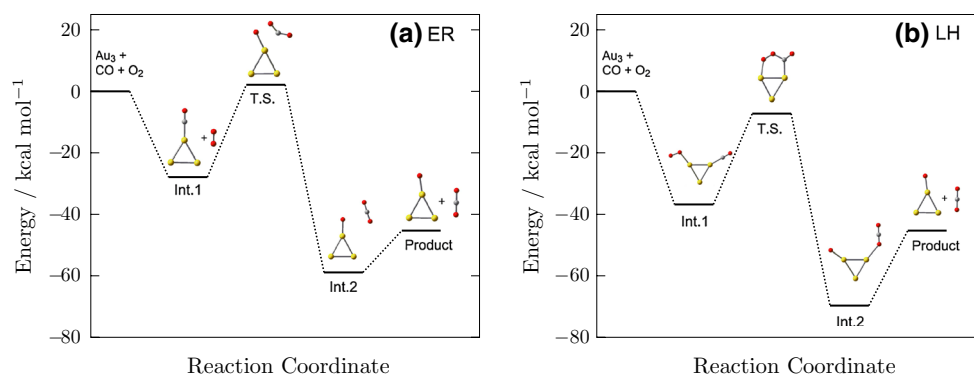 (a) ER
20
0
−20
−40
−60
−80
Energy / kcal mol⁻¹
Au₃ +
CO + O₂
T.S.
+
Int.1
+
Product
Int.2
Reaction Coordinate
(b) LH
20
0
−20
−40
−60
−80
Energy / kcal mol⁻¹
Au₃ +
CO + O₂
T.S.
Int.1
+
Product
Int.2
Reaction Coordinate